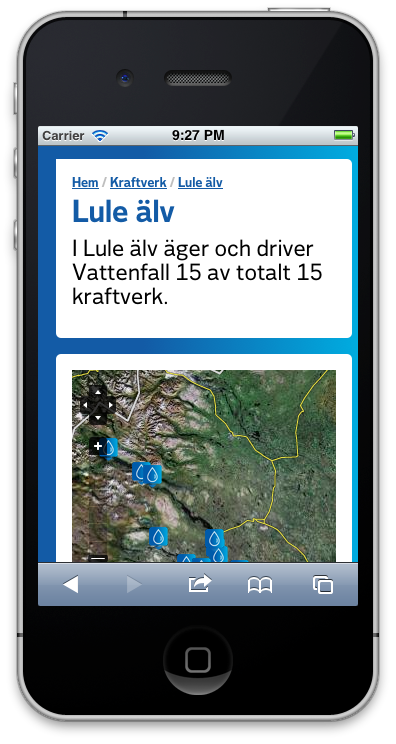 Carrier 9:27 PM
Hem / Kraftverk / Lule älv
Lule älv
I Lule älv äger och driver
Vattenfall 15 av totalt 15
kraftverk.